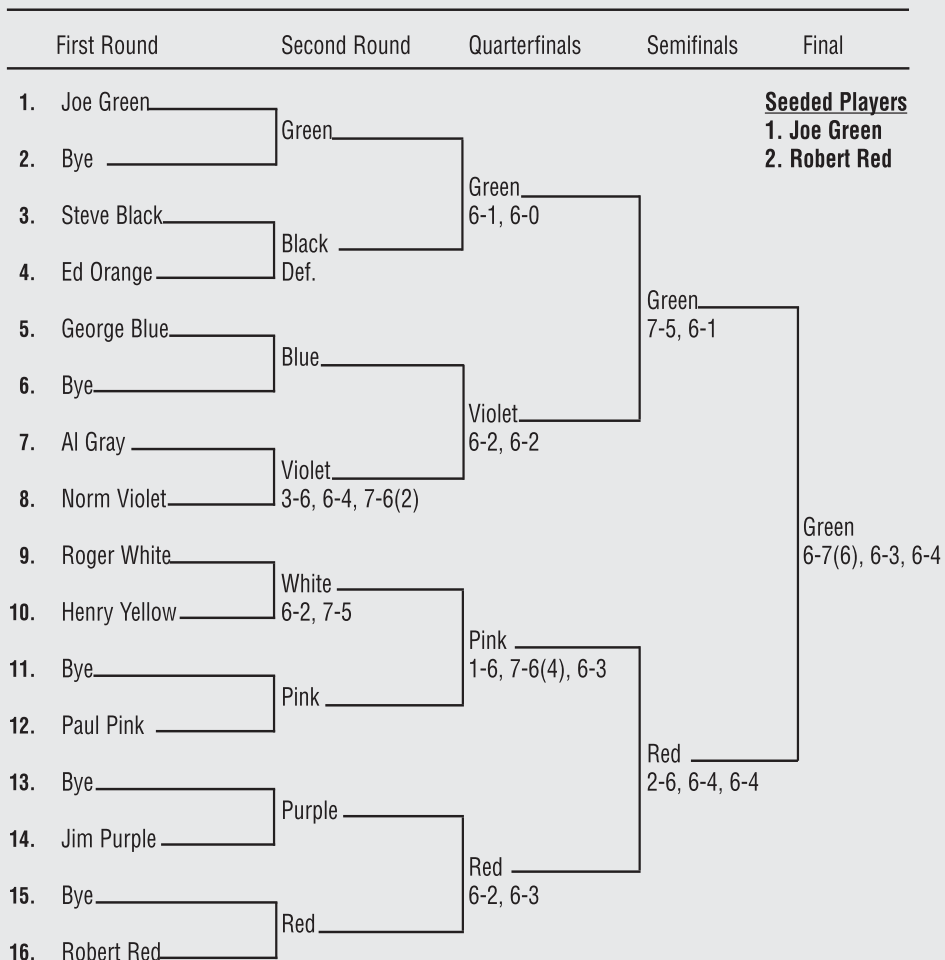 First Round Second Round Quarterfinals Semifinals Final
Seeded Players
1. Joe Green
2. Robert Red
1. Joe Green
2. Bye
3. Steve Black
4. Ed Orange
5. George Blue
6. Bye
7. Al Gray
8. Norm Violet
9. Roger White
10. Henry Yellow
11. Bye
12. Paul Pink
13. Bye
14. Jim Purple
15. Bye
16. Robert Red
Green
Black
Def.
Blue
Violet
3-6, 6-4, 7-6(2)
White
6-2, 7-5
Pink
Purple
Red
Green
6-1, 6-0
Violet
6-2, 6-2
Pink
1-6, 7-6(4), 6-3
Red
6-2, 6-3
Green
7-5, 6-1
Red
2-6, 6-4, 6-4
Green
6-7(6), 6-3, 6-4